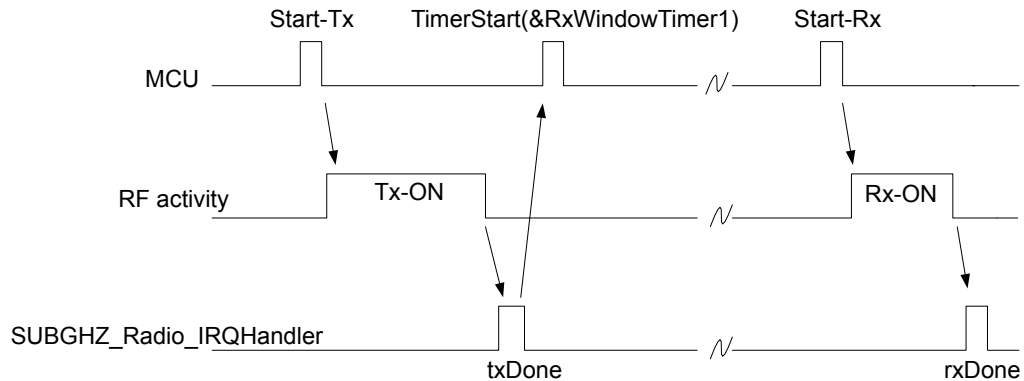 Start-Tx
TimerStart(&RxWindowTimer1)
Start-Rx
MCU
RF activity
Tx-ON
Rx-ON
SUBGHZ_Radio_IRQHandler
txDone
rxDone